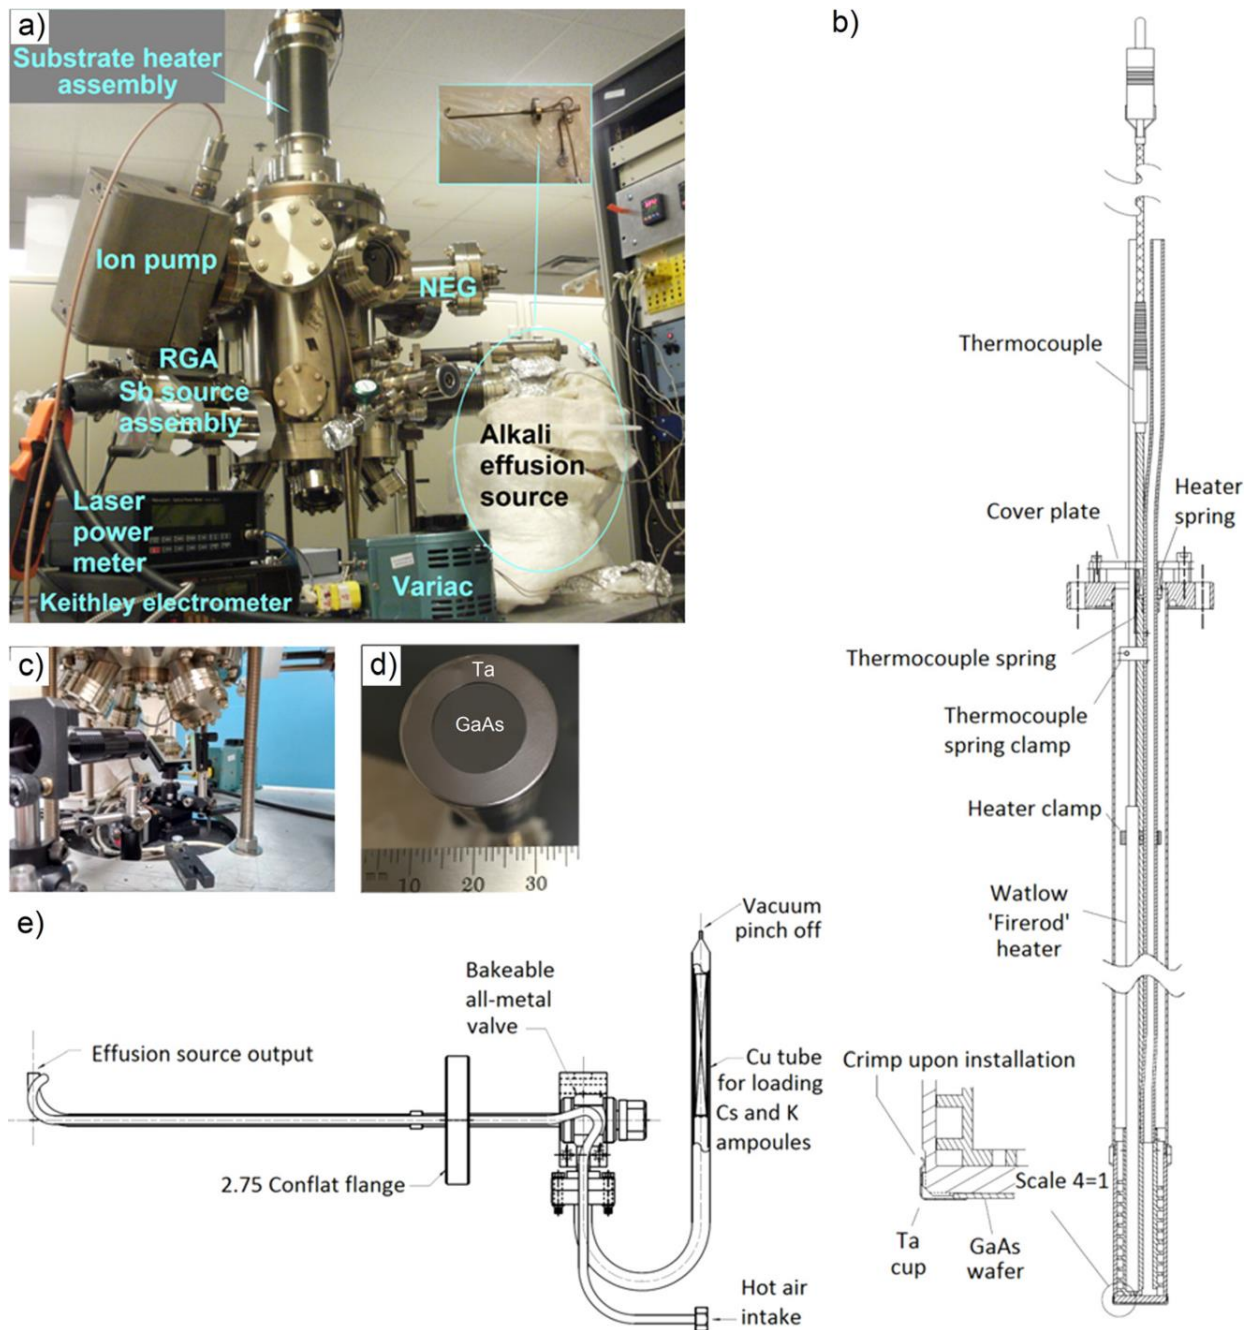 a)
Substrate heater
assembly
Ion pump
NEG
RGA
Sb source
assembly
Alkali
effusion
source
Laser
power
meter
Keithley electrometer
Variac
b)
Thermocouple
Cover plate
Heater
spring
Thermocouple spring
Thermocouple
spring clamp
Heater clamp
Watlow
'Firerod'
heater
Crimp upon installation
Scale 4=1
Ta
cup
GaAs
wafer
c)
d)
Ta
GaAs
mm
10
20
30
e)
Vacuum
pinch off
Bakeable
all-metal
valve
Effusion source output
Cu tube
for loading
Cs and K
ampoules
2.75 Conflat flange
Hot air
intake